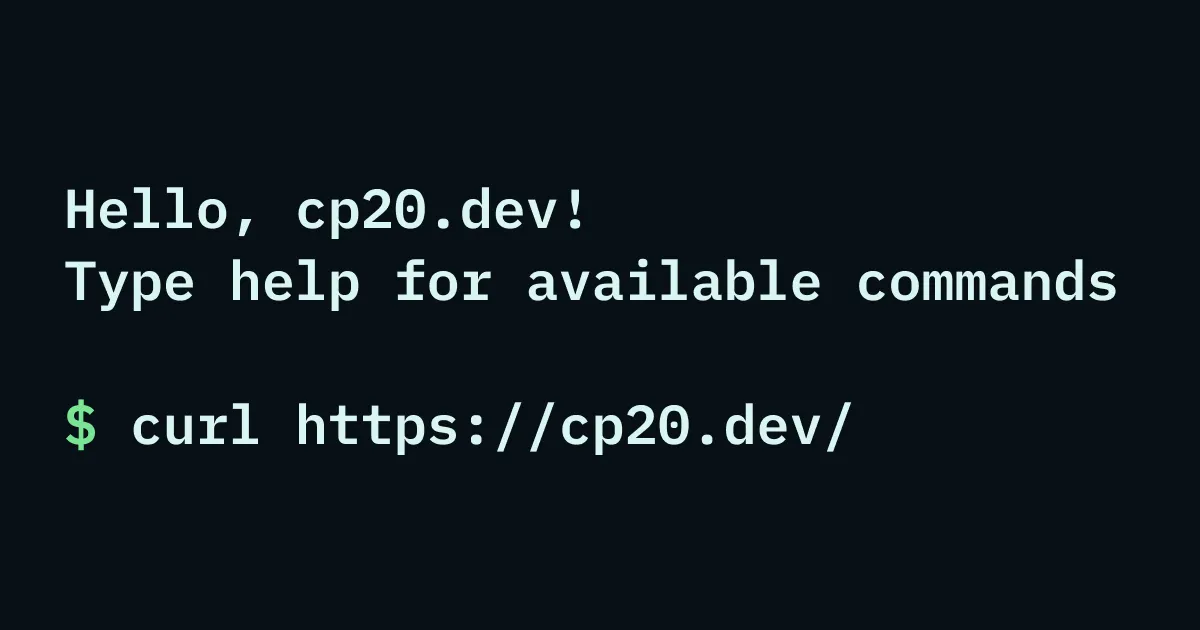 Hello, cp20.dev!
Type help for available commands
$ curl https://cp20.dev/